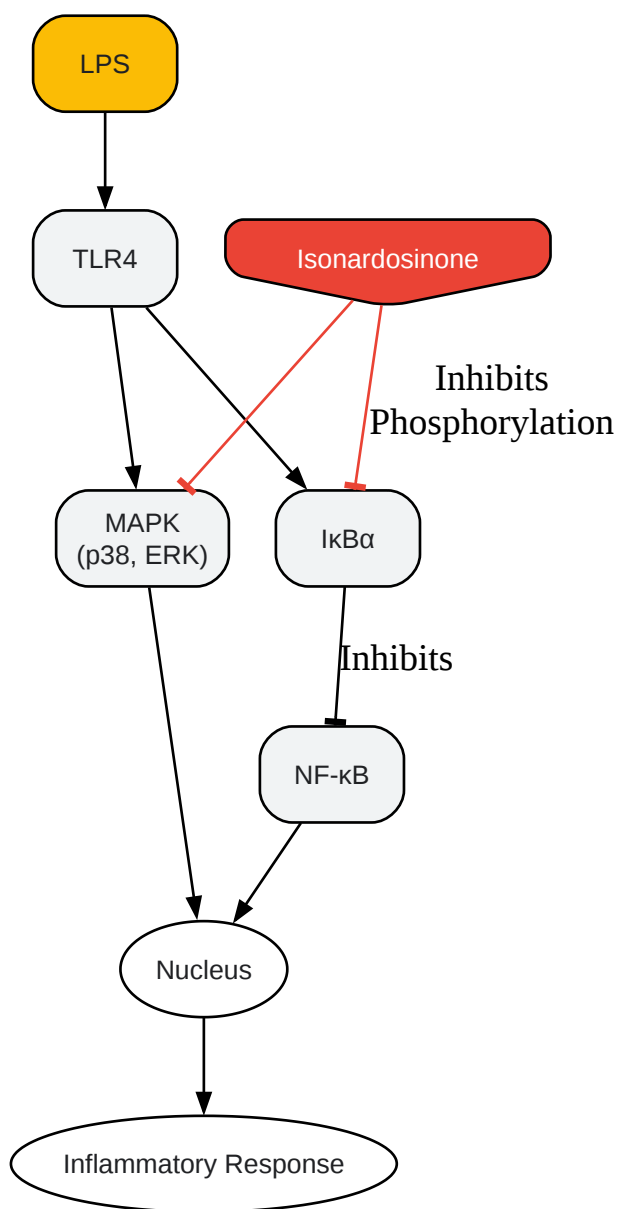 LPS
TLR4
Isonardosinone
Inhibits
Phosphorylation
MAPK
(p38, ERK)
IκBα
Inhibits
NF-κB
Nucleus
Inflammatory Response